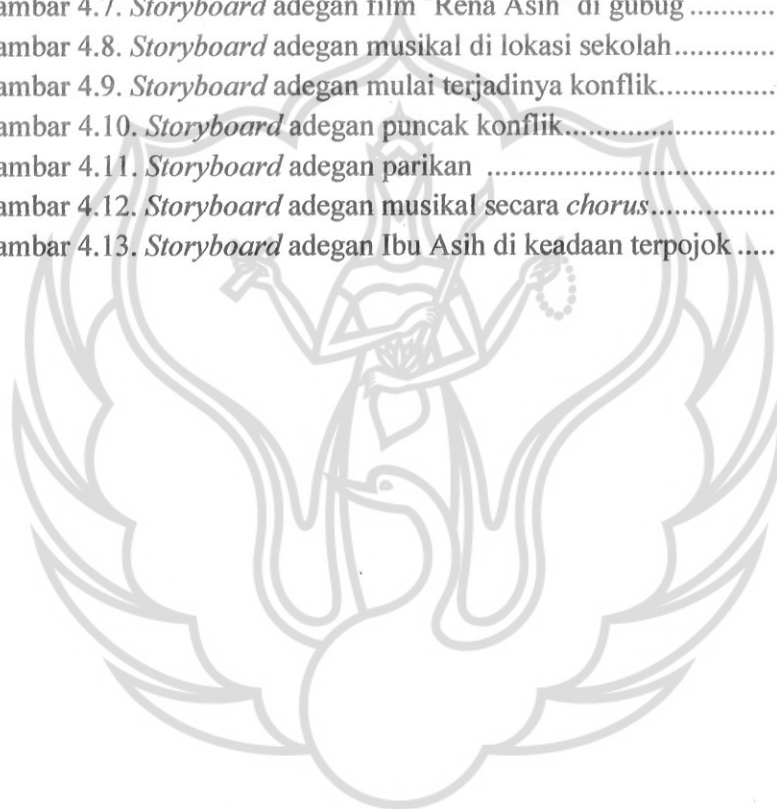 ambar 4.7. Storyboard adegan film "Rena Asih" di gubug ...........
ambar 4.8. Storyboard adegan musikal di lokasi sekolah.............
ambar 4.9. Storyboard adegan mulai terjadinya konflik...............
ambar 4.10. Storyboard adegan puncak konflik...........................
ambar 4.11. Storyboard adegan parikan .....................................
ambar 4.12. Storyboard adegan musikal secara chorus................
ambar 4.13. Storyboard adegan Ibu Asih di keadaan terpojok .....